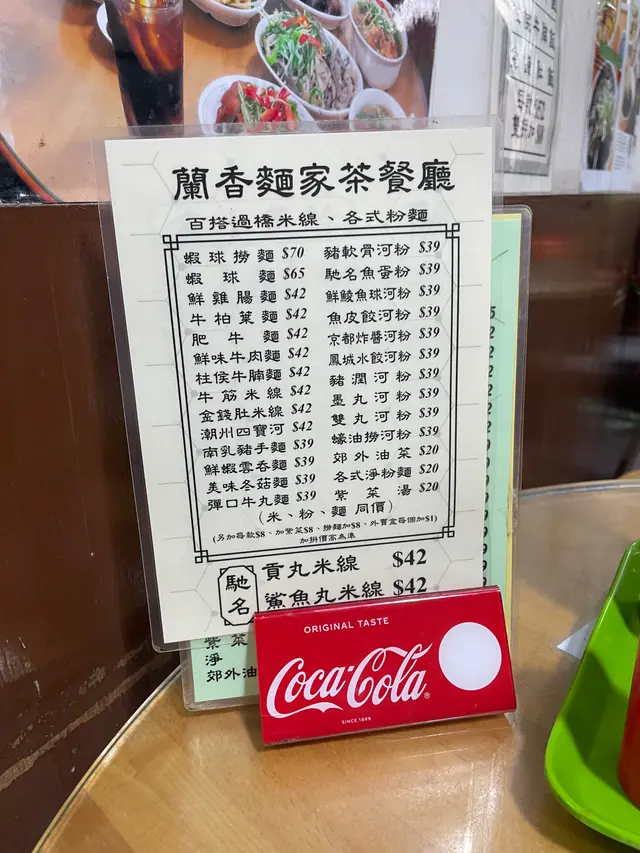 蘭香麵家茶餐廳
百搭過橋米線、各式粉麵
蝦球撈麵 $70
蝦球麵 $65
鮮雞腸麵 $42
牛柏葉麵 $42
肥牛麵 $42
鮮味牛肉麵 $42
柱侯牛腩麵 $42
牛筋米線 $42
金錢肚米線 $42
潮州四寶河 $42
南乳豬手麵 $39
鮮蝦雲吞麵 $39
美味冬菇麵 $39
彈口牛丸麵 $39
豬軟骨河粉 $39
馳名魚蛋粉 $39
鮮鯪魚球河粉 $39
魚皮餃河粉 $39
京都炸醬河粉 $39
鳳城水餃河粉 $39
豬潤河粉 $39
墨丸河粉 $39
雙丸河粉 $39
蠔油撈河粉 $39
郊外油菜 $20
各式淨粉麵 $20
紫菜湯 $20
(米、粉、麵 同價)
(另加每款$8、加紫菜$8、撈麵加$8、外賣盒每個加$1)
加拼價高為準
馳名
貢丸米線 $42
鯊魚丸米線 $42
紫菜
淨
郊外油
ORIGINAL TASTE
Coca-Cola®
SINCE 1886